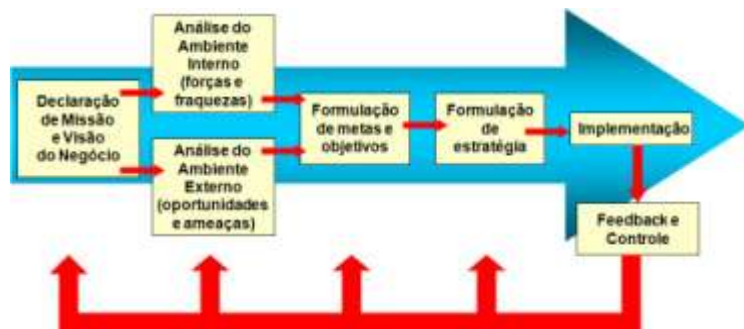 Declaração
de Missão
e Visão
do Negócio
Análise do
Ambiente
Interno
(forças e
fraquezas)
Análise do
Ambiente
Externo
(oportunidades
e ameaças)
Formulação
de metas e
objetivos
Formulação
de
estratégia
Implementação
Feedback e
Controle